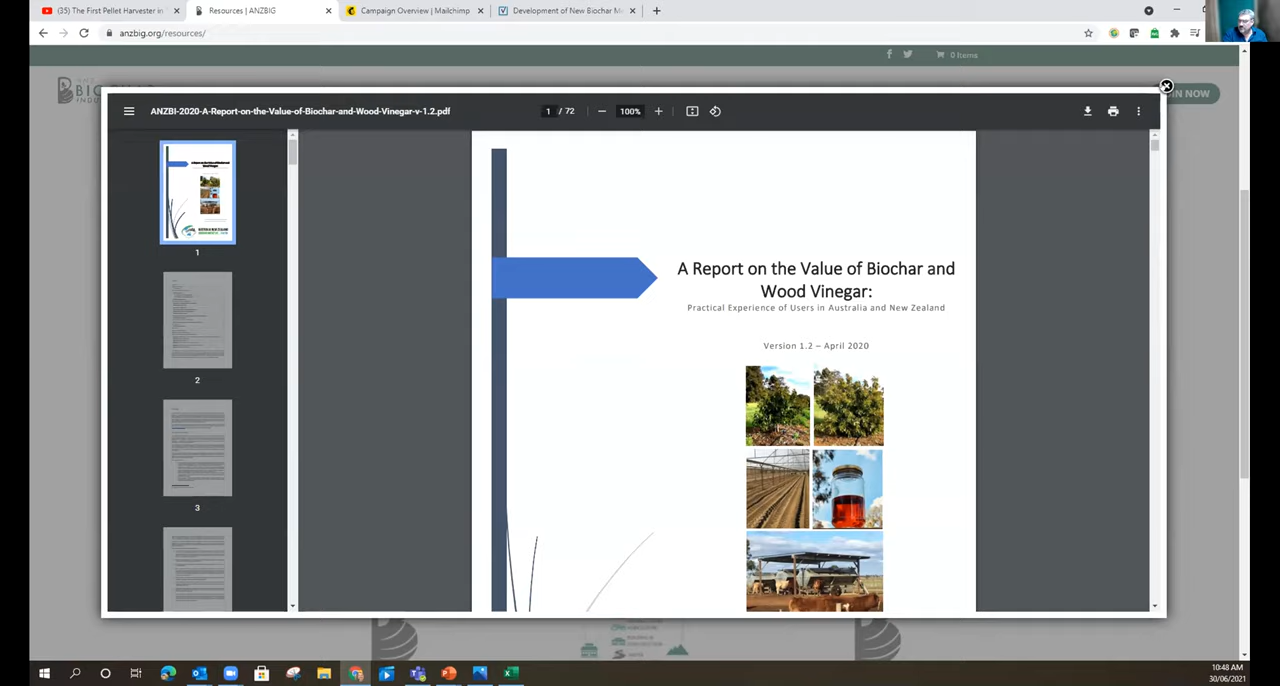 (35) The First Pellet Harvester in
Resources | ANZBIG
Campaign Overview | Mailchimp
Development of New Biochar M
anzbig.org/resources/
0 Items
BI
INDU
N NOW
ANZBI-2020-A-Report-on-the-Value-of-Biochar-and-Wood-Vinegar-v-1.2.pdf
1 / 72
100%
1
2
3
A Report on the Value of Biochar and
Wood Vinegar:
Practical Experience of Users in Australia and New Zealand
Version 1.2 – April 2020
10:48 AM
30/06/2021